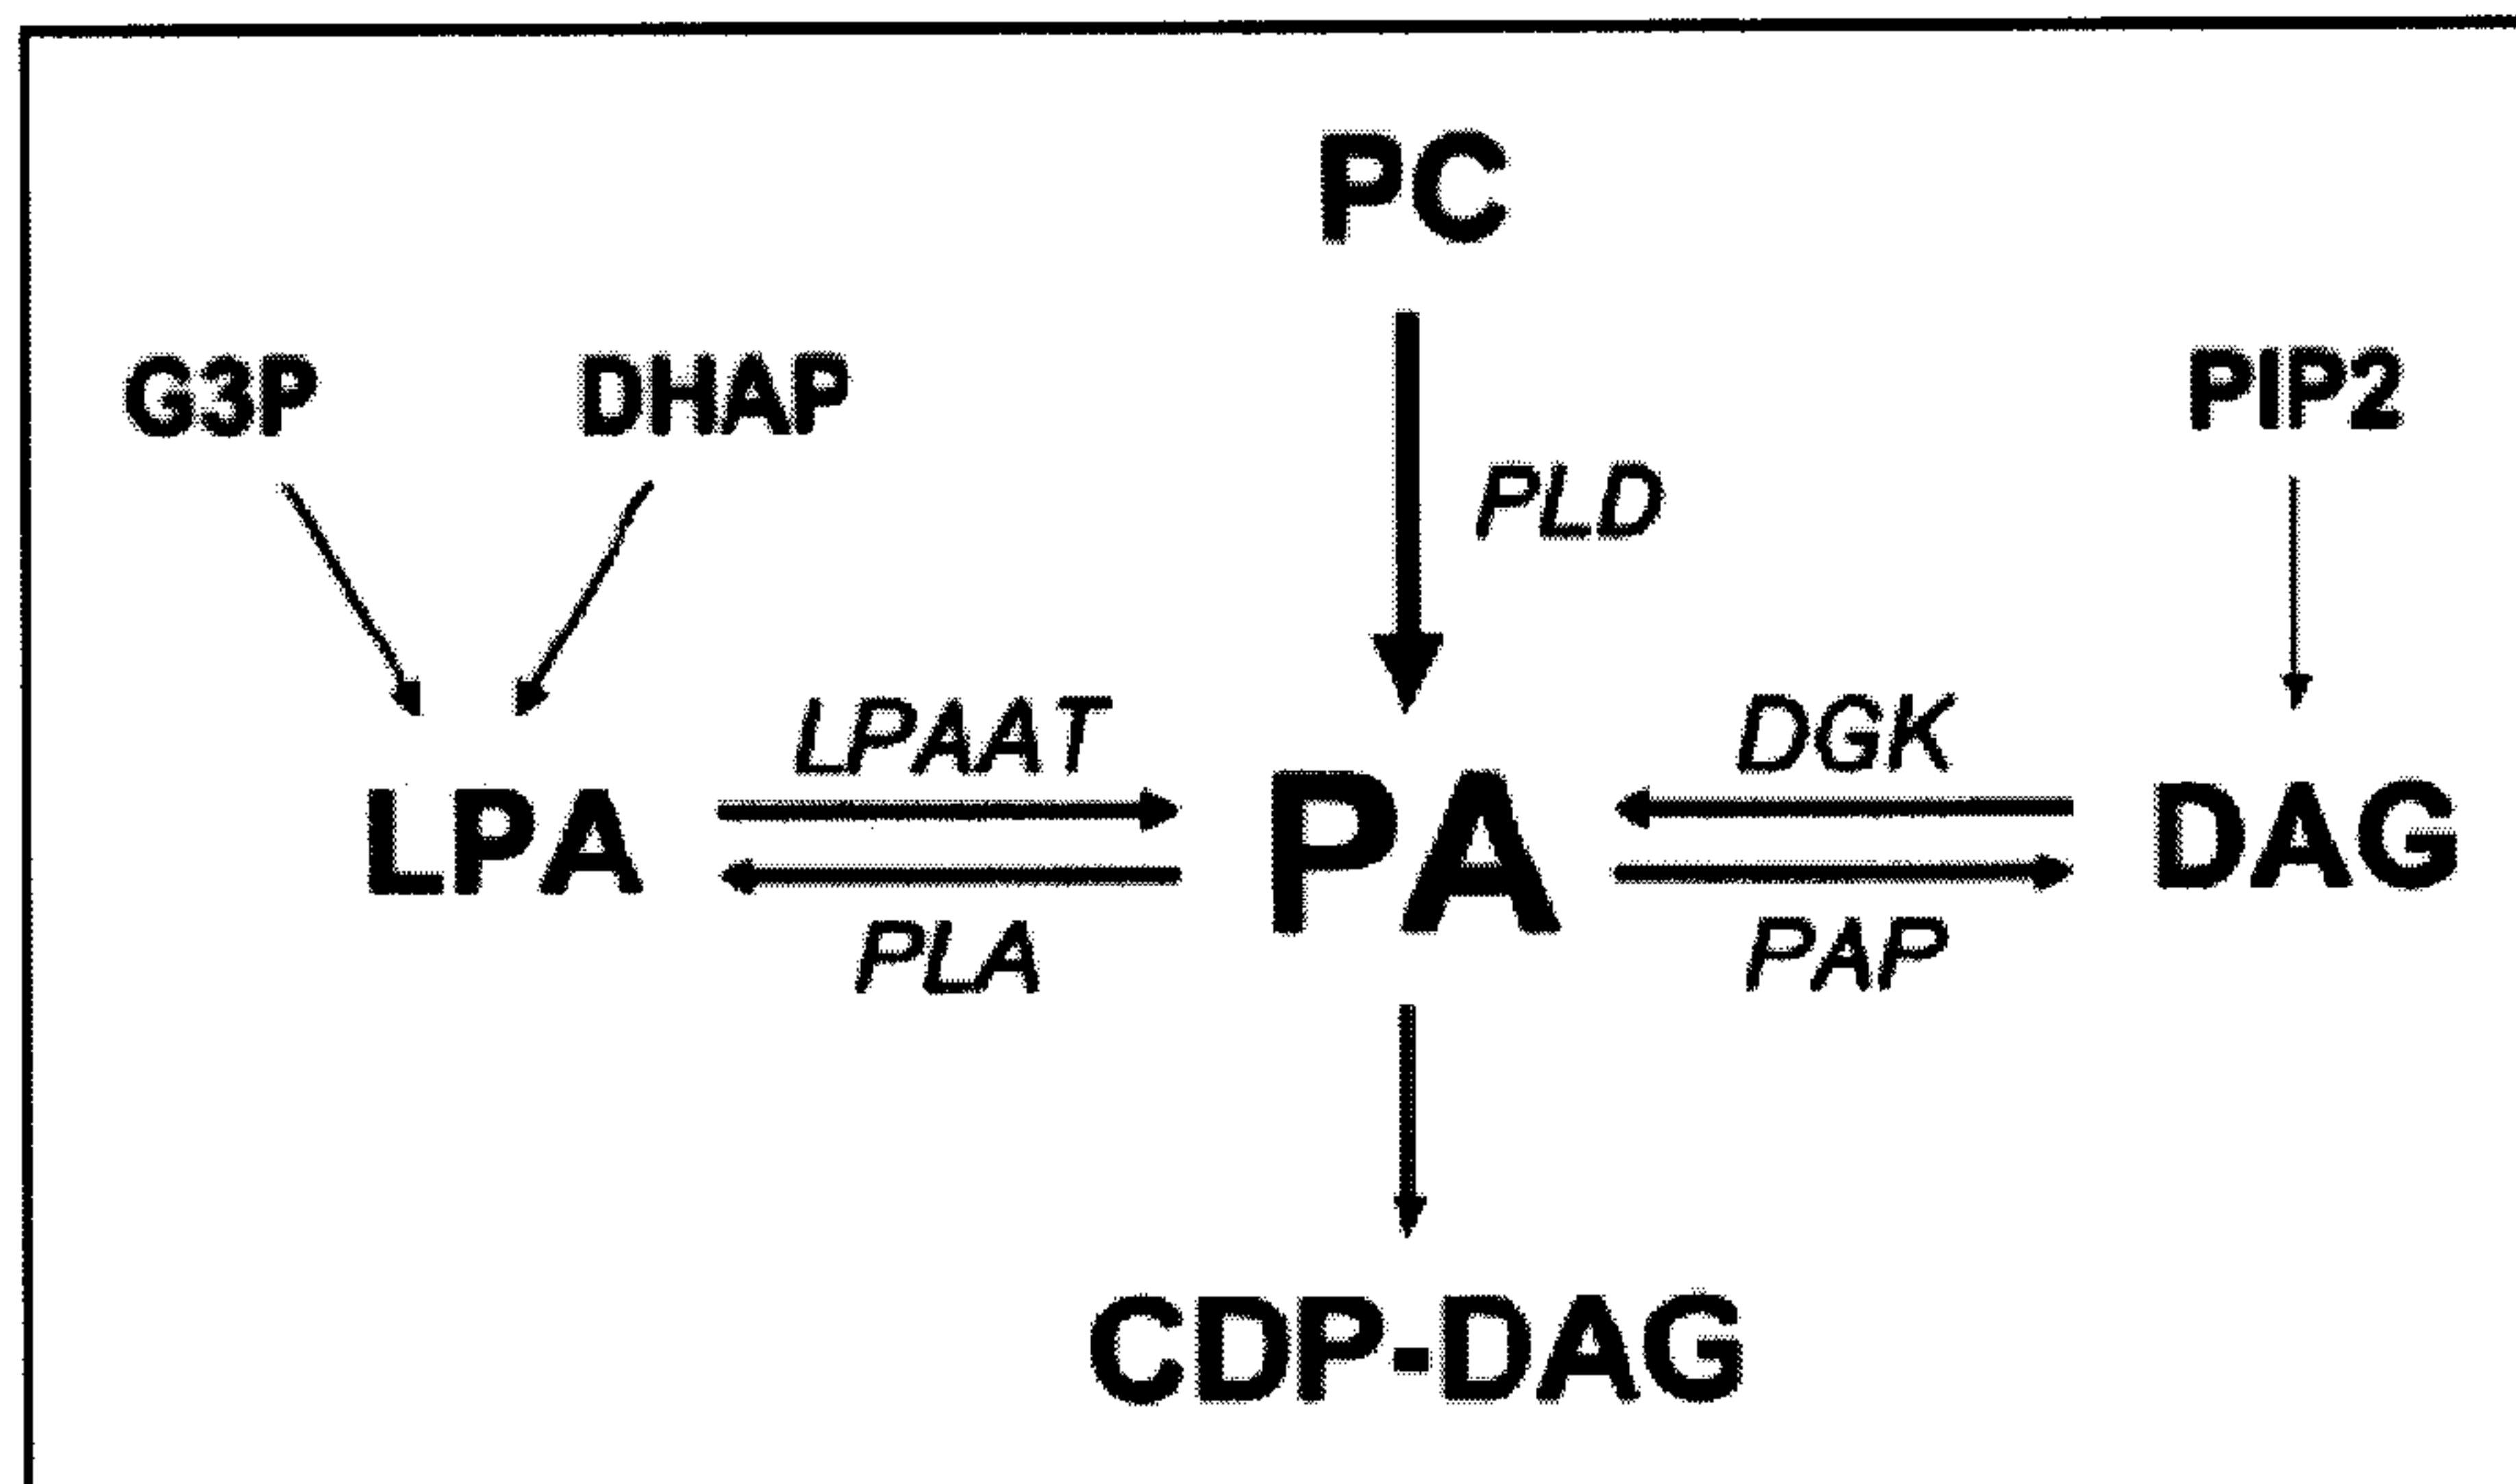 PC
G3P DHAP PIP2
PLD
LPAAT DGK
LPA PA DAG
PLA PAP
CDP-DAG